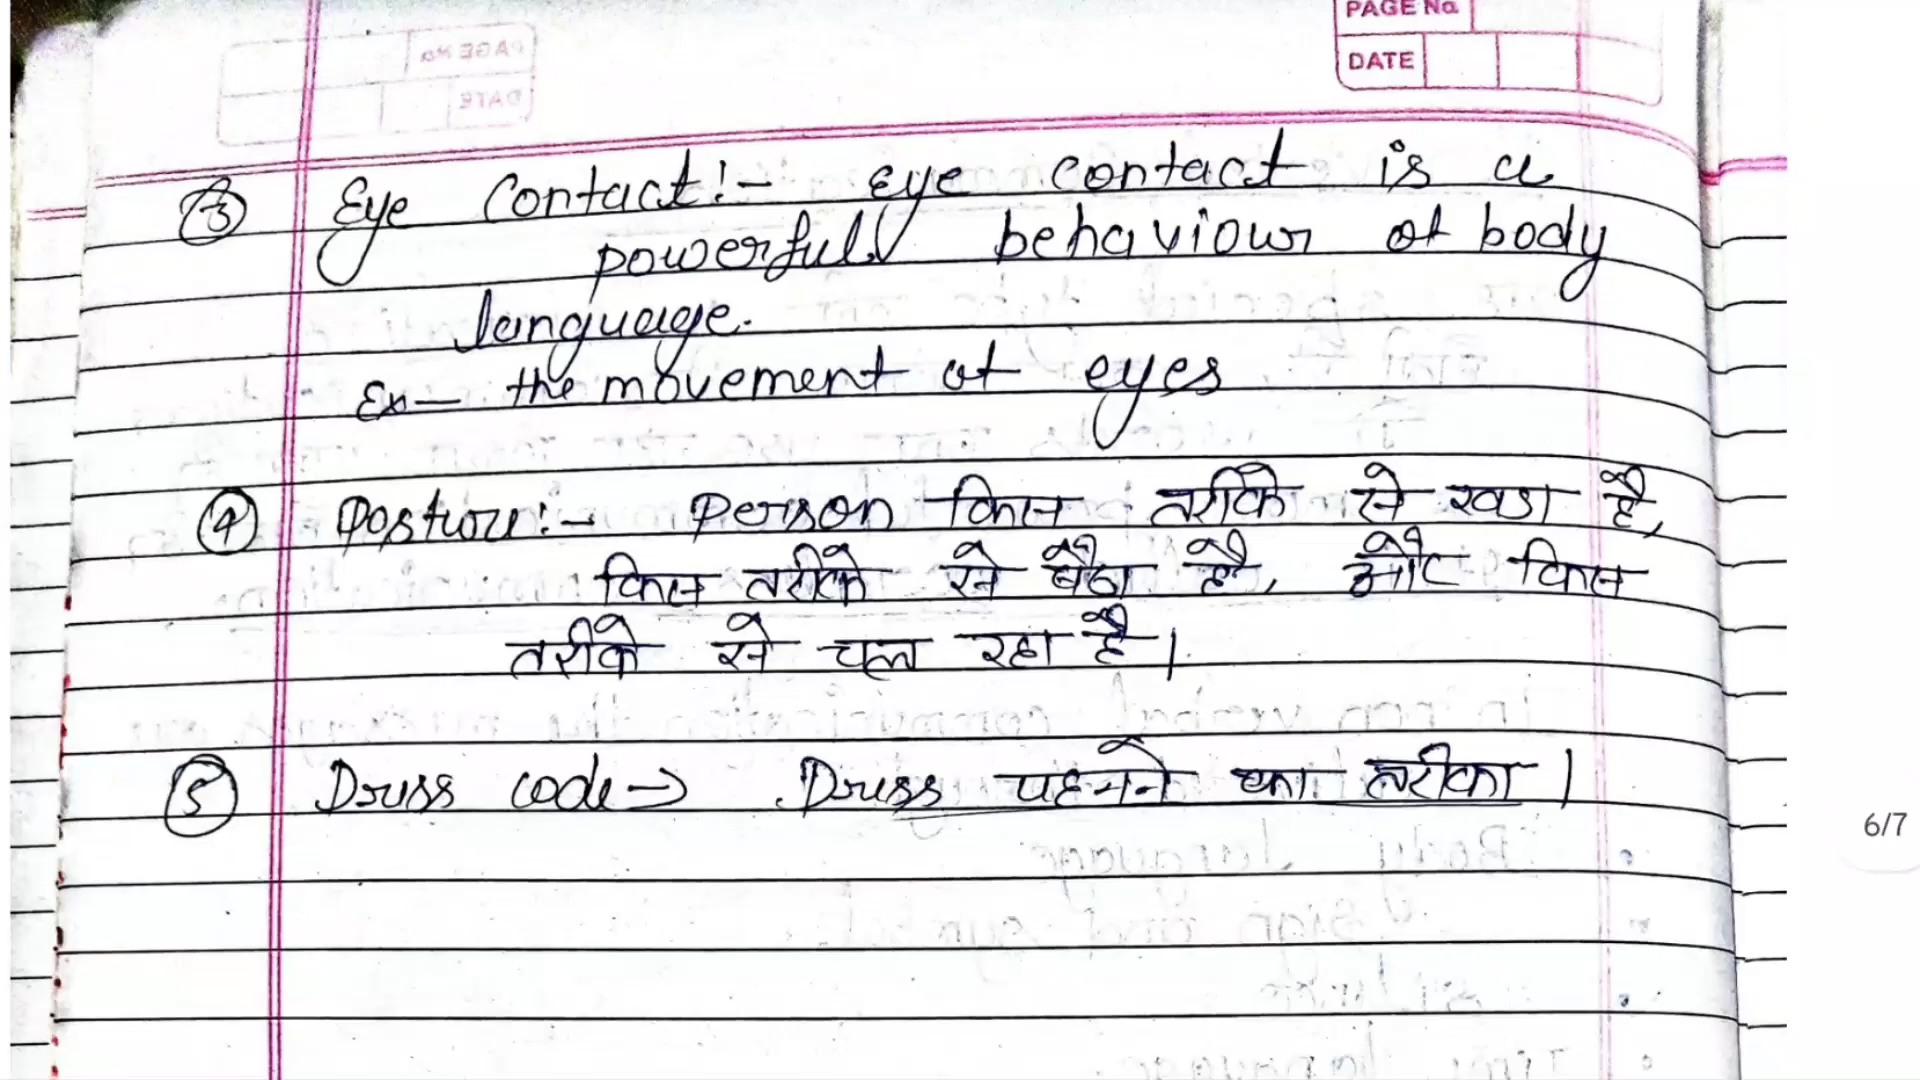 PAGE No.
DATE
③ Eye Contact:- eye contact is a
powerful behaviour of body
language.
Ex- the movement of eyes
④ Posture:- Person किस तरीके से खडा है,
किस तरीके से बैठा है, और किस
तरीके से चल रहा है।
⑤ Dress code → Dress पहनने का तरीका।
6/7